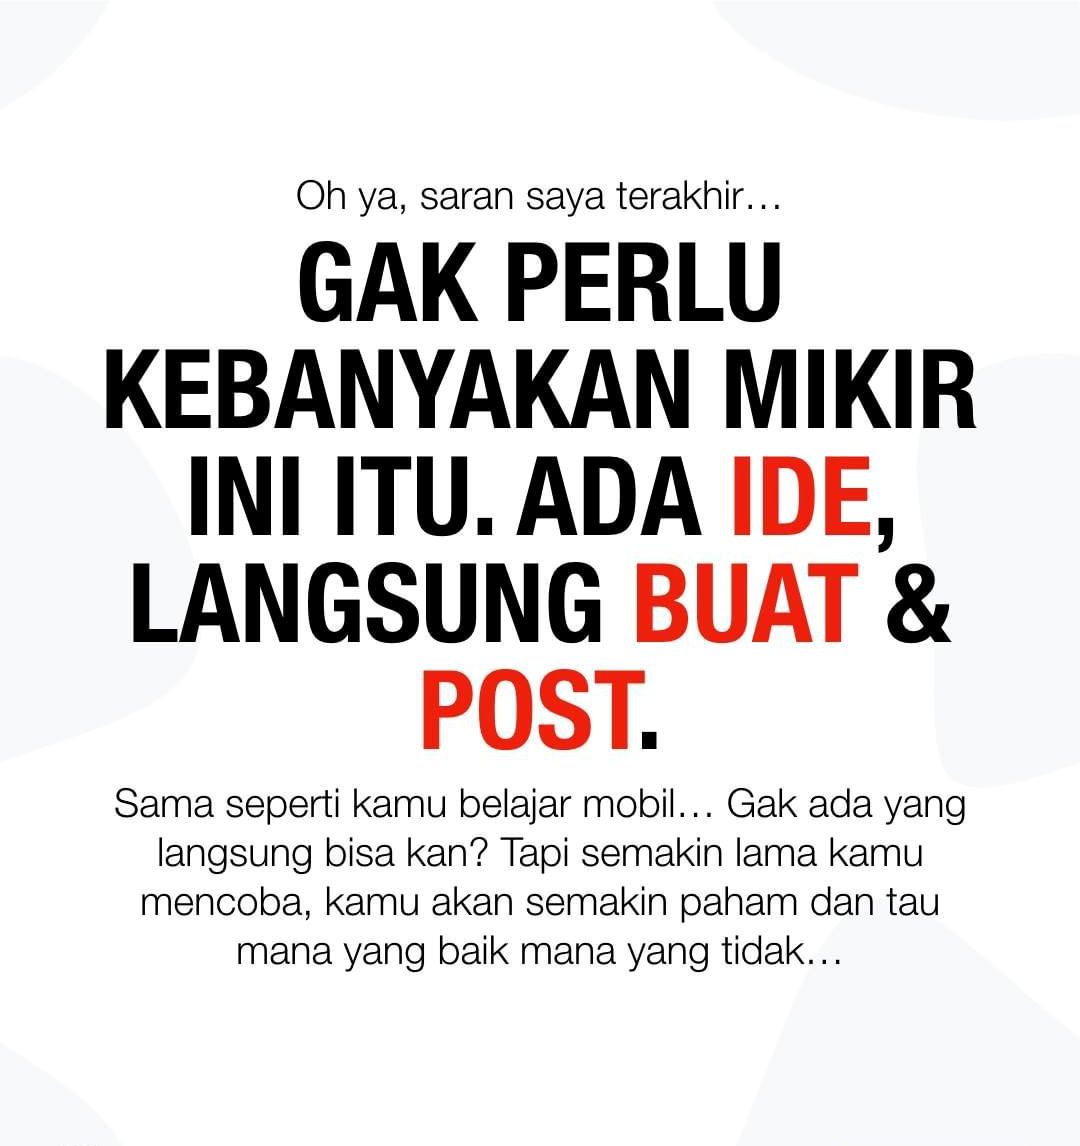 Oh ya, saran saya terakhir...
GAK PERLU
KEBANYAKAN MIKIR
INI ITU. ADA IDE,
LANGSUNG BUAT &
POST.
Sama seperti kamu belajar mobil... Gak ada yang
langsung bisa kan? Tapi semakin lama kamu
mencoba, kamu akan semakin paham dan tau
mana yang baik mana yang tidak...